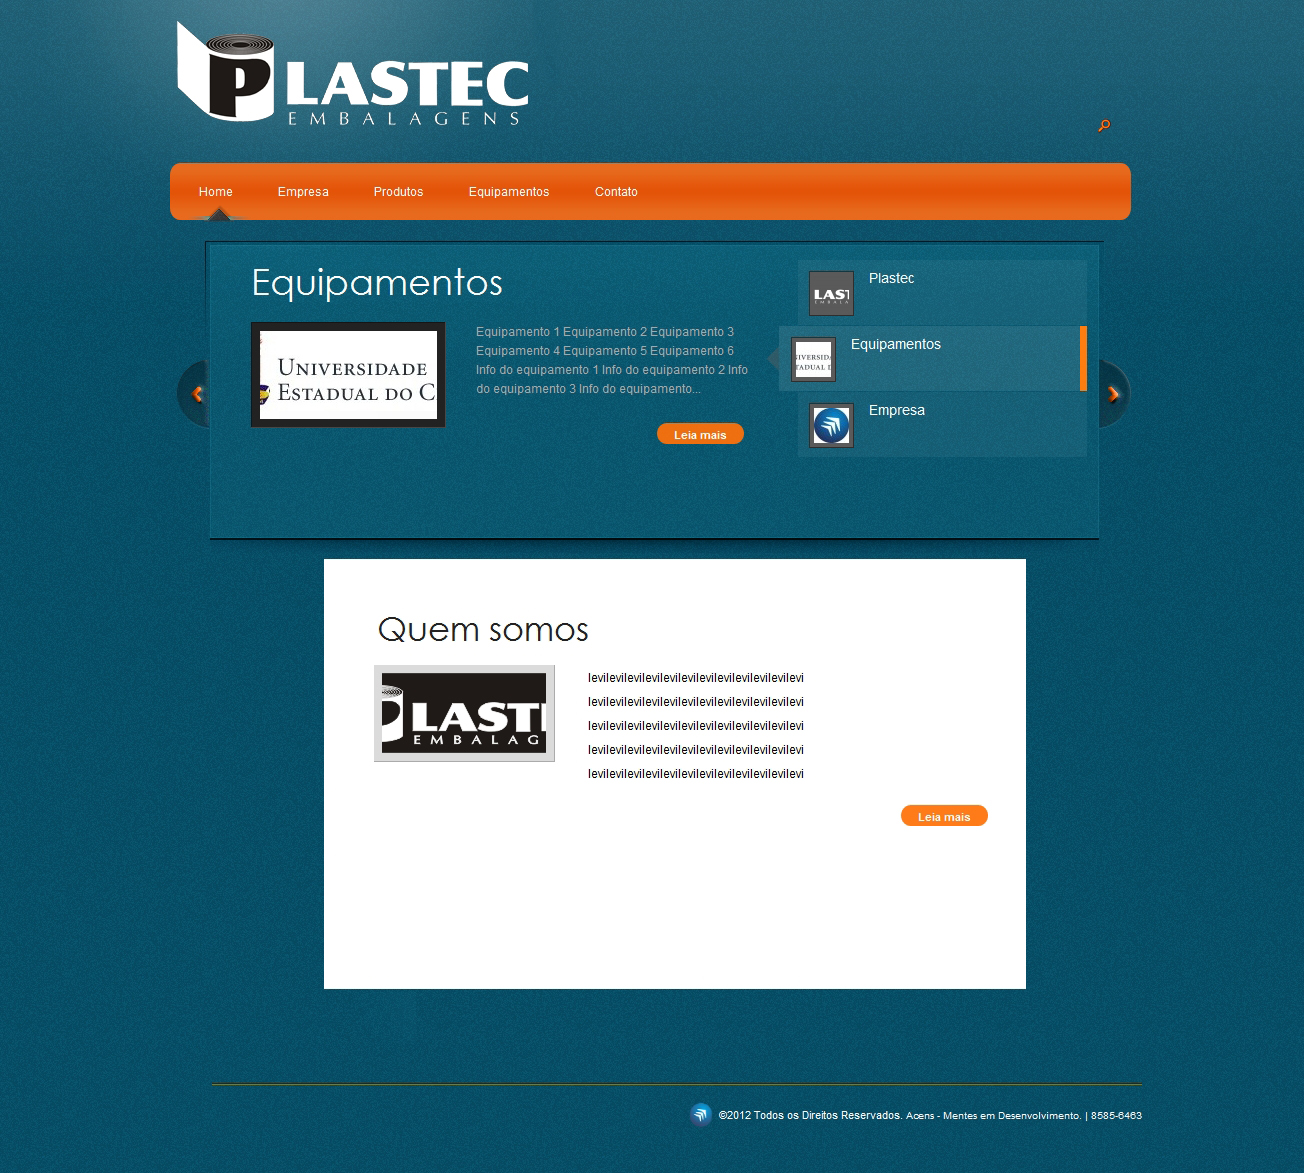 PLASTEC
EMBALAGENS
Home Empresa Produtos Equipamentos Contato
Equipamentos
UNIVERSIDADE
ESTADUAL DO C
Equipamento 1 Equipamento 2 Equipamento 3
Equipamento 4 Equipamento 5 Equipamento 6
Info do equipamento 1 Info do equipamento 2 Info
do equipamento 3 Info do equipamento...
Leia mais
LAST
EMBALA
Plastec
IVERSIDA
TADUAL D
Equipamentos
Empresa
Quem somos
LASTE
EMBALAG
levilevilevilevilevilevilevilevilevilevilevilevi
levilevilevilevilevilevilevilevilevilevilevilevi
levilevilevilevilevilevilevilevilevilevilevilevi
levilevilevilevilevilevilevilevilevilevilevilevi
levilevilevilevilevilevilevilevilevilevilevilevi
Leia mais
©2012 Todos os Direitos Reservados. Acens - Mentes em Desenvolvimento. | 8585-6463